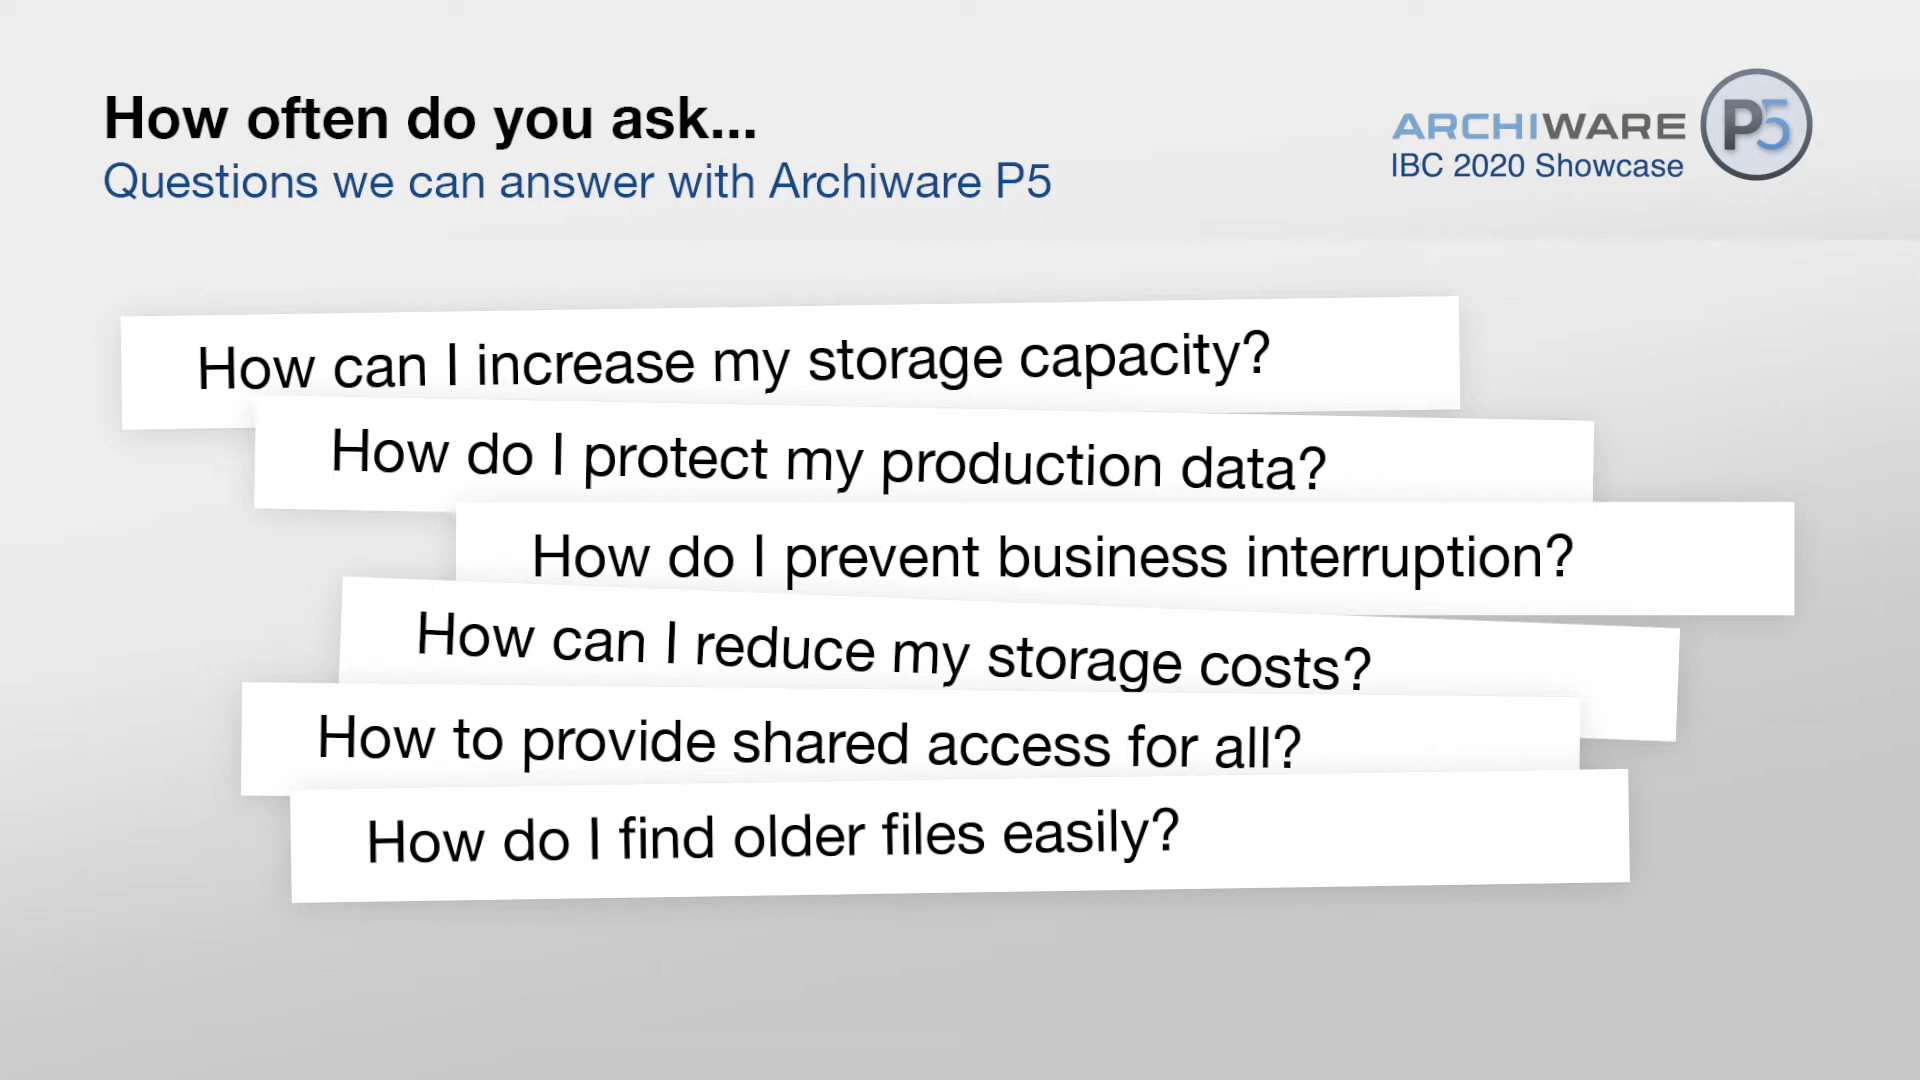 How often do you ask...
Questions we can answer with Archiware P5
ARCHIWARE
IBC 2020 Showcase
P5
How can I increase my storage capacity?
How do I protect my production data?
How do I prevent business interruption?
How can I reduce my storage costs?
How to provide shared access for all?
How do I find older files easily?